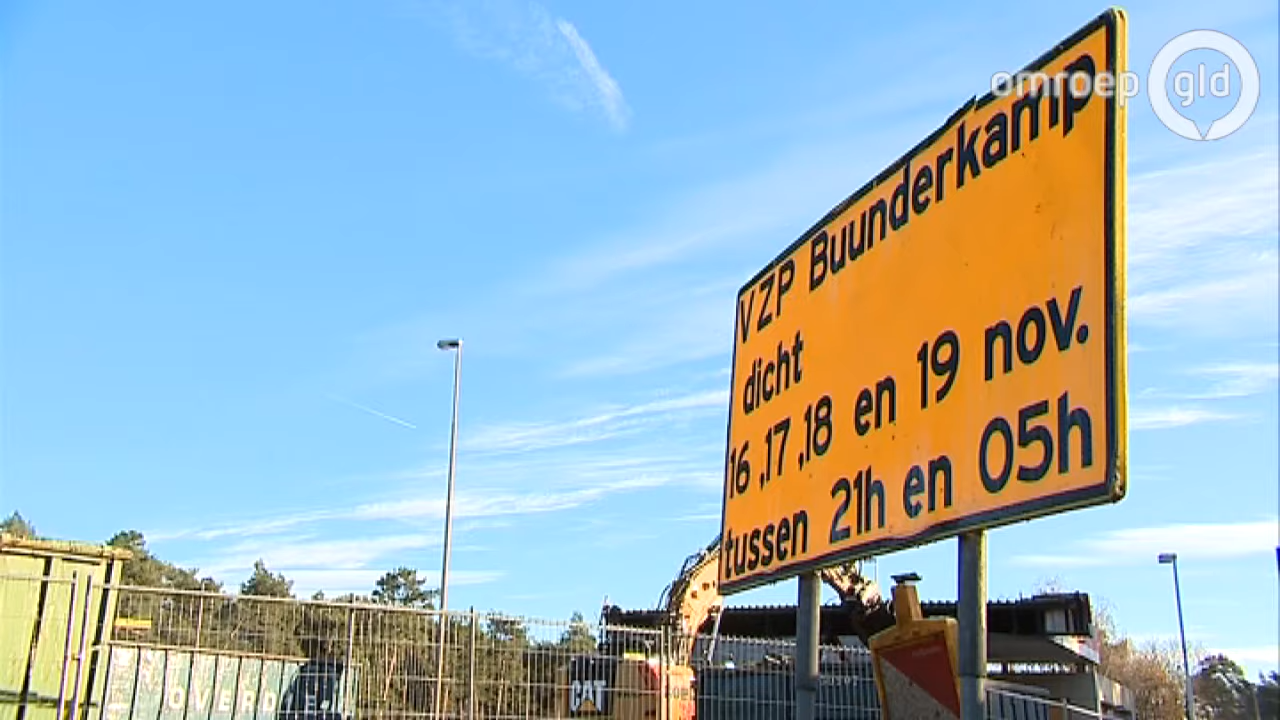 omroep gld
VZP Buunderkamp
dicht
16 ,17 ,18 en 19 nov.
tussen 21h en 05h
CAT